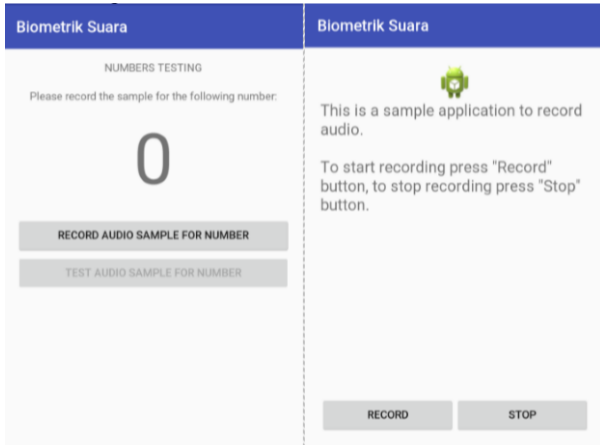 Biometrik Suara
NUMBERS TESTING
Please record the sample for the following number:
0
RECORD AUDIO SAMPLE FOR NUMBER
TEST AUDIO SAMPLE FOR NUMBER
Biometrik Suara
This is a sample application to record
audio.
To start recording press "Record"
button, to stop recording press "Stop"
button.
RECORD
STOP